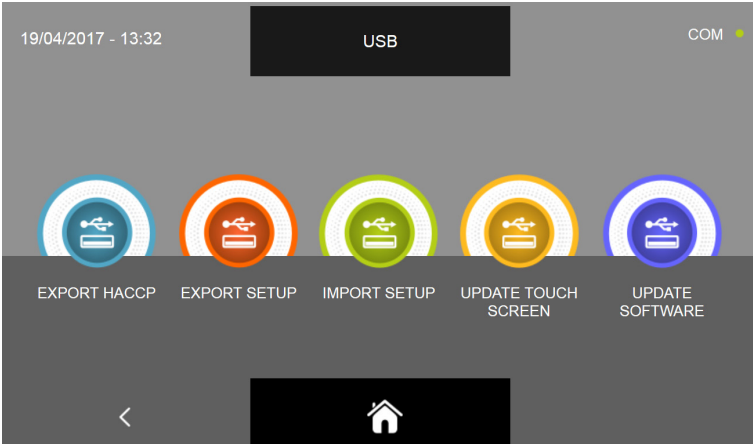 19/04/2017 - 13:32
USB
COM
EXPORT HACCP
EXPORT SETUP
IMPORT SETUP
UPDATE TOUCH
SCREEN
UPDATE
SOFTWARE